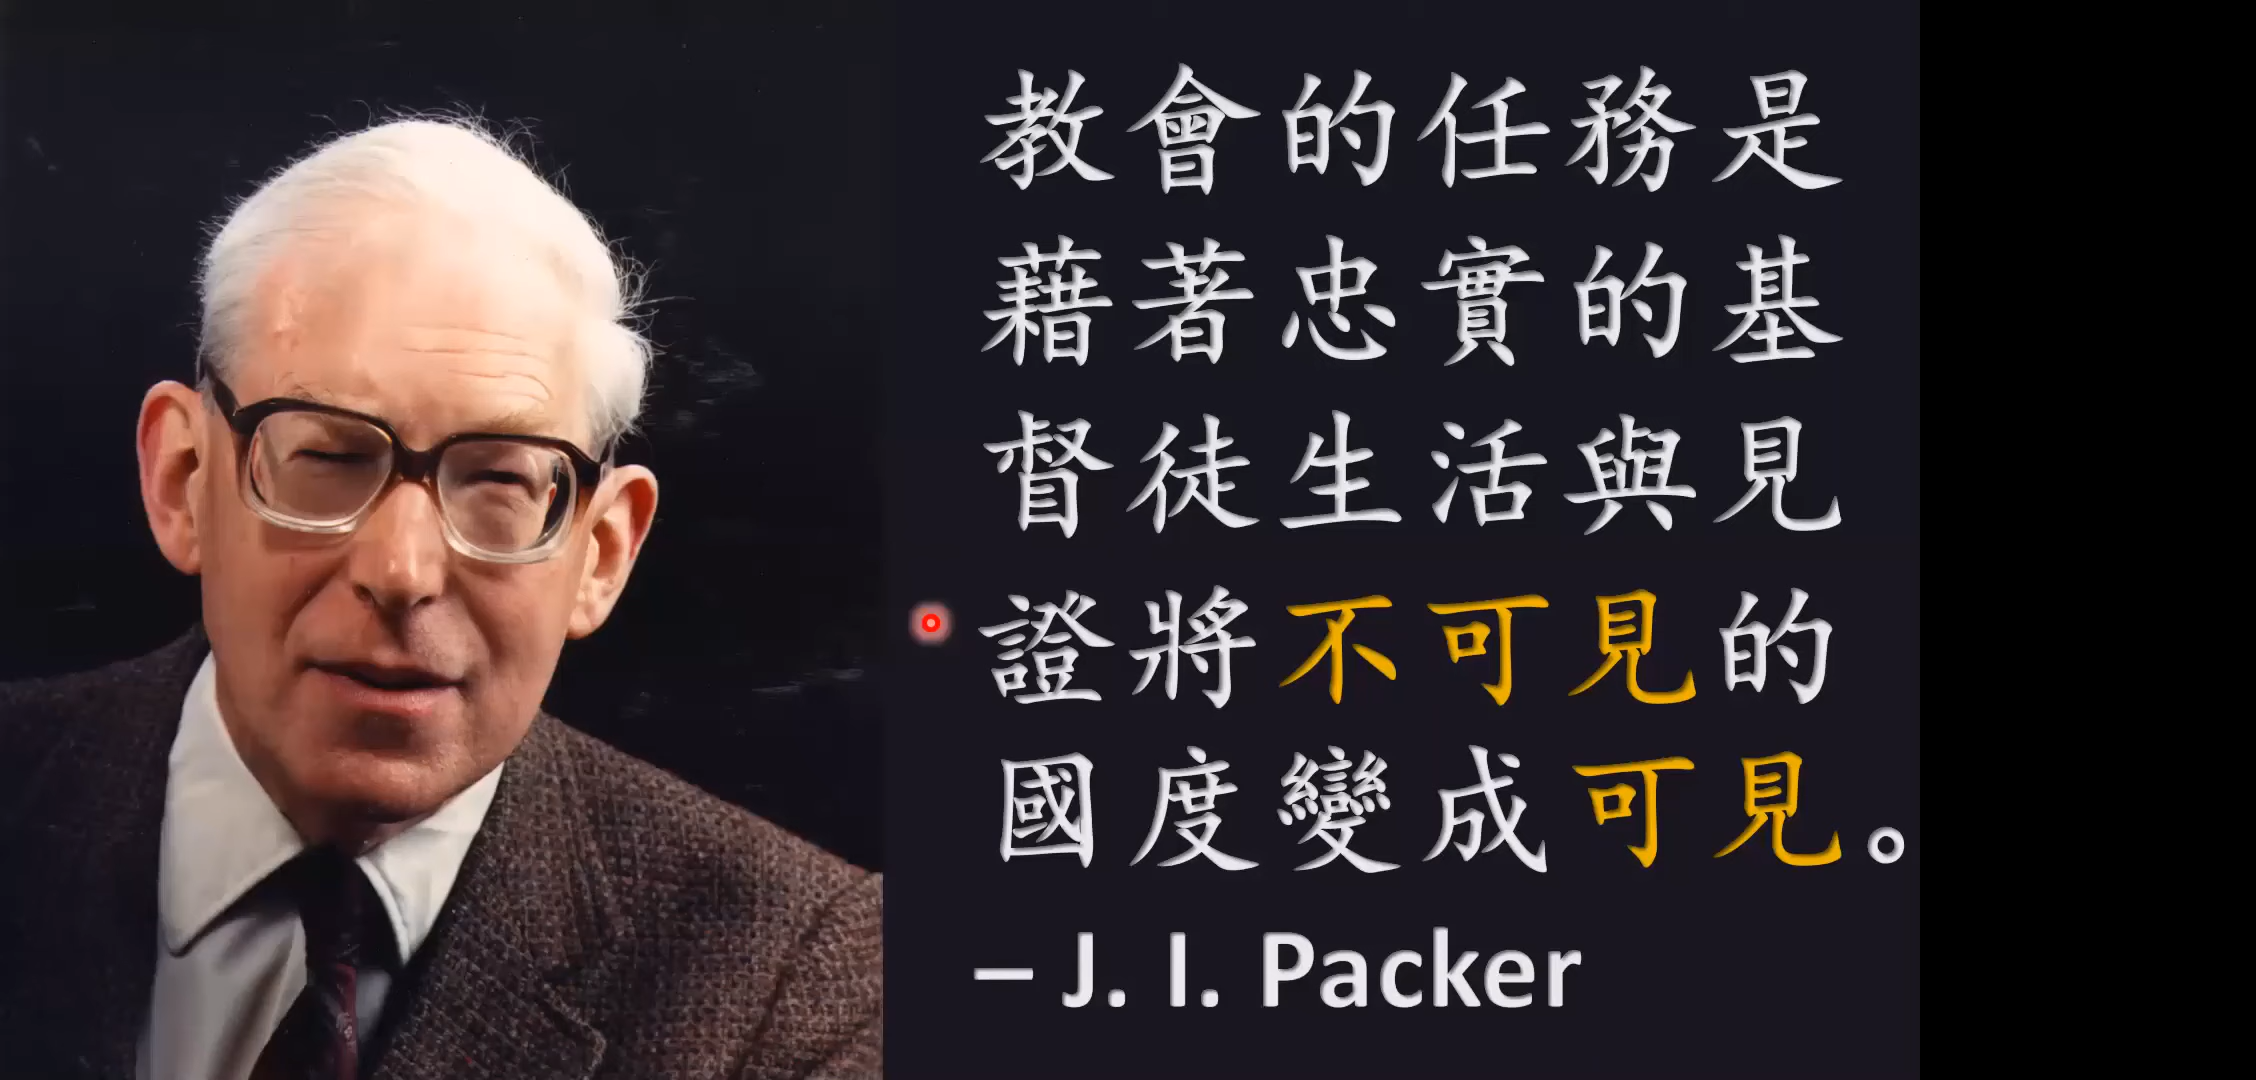 教會的任務是
藉著忠實的基
督徒生活與見
證將不可見的
國度變成可見。
– J. I. Packer